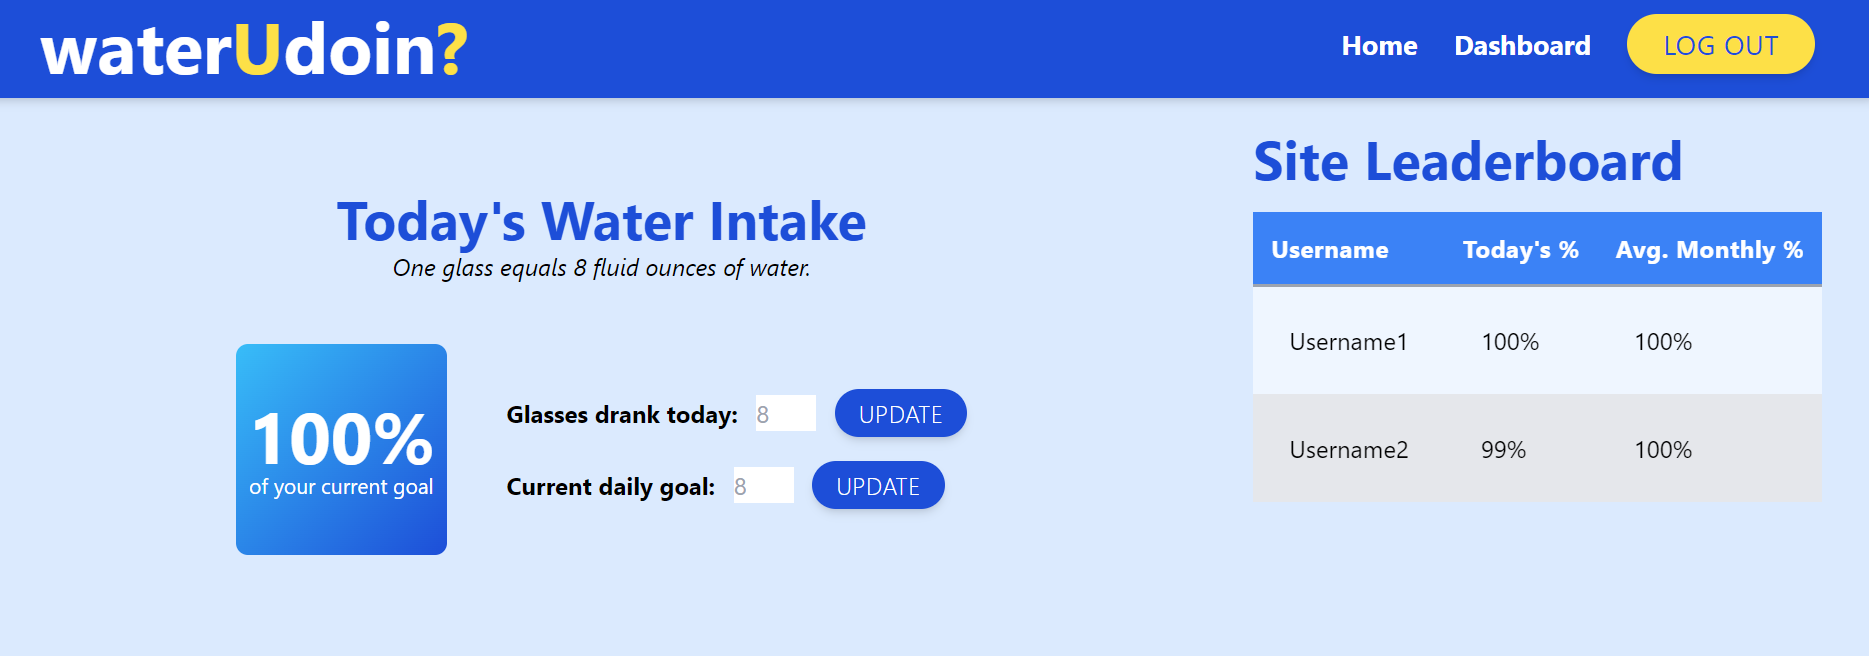 waterUdoin?
Home Dashboard LOG OUT
Today's Water Intake
One glass equals 8 fluid ounces of water.
100%
of your current goal
Glasses drank today: 8 UPDATE
Current daily goal: 8 UPDATE
Site Leaderboard
Username Today's % Avg. Monthly %
Username1 100% 100%
Username2 99% 100%